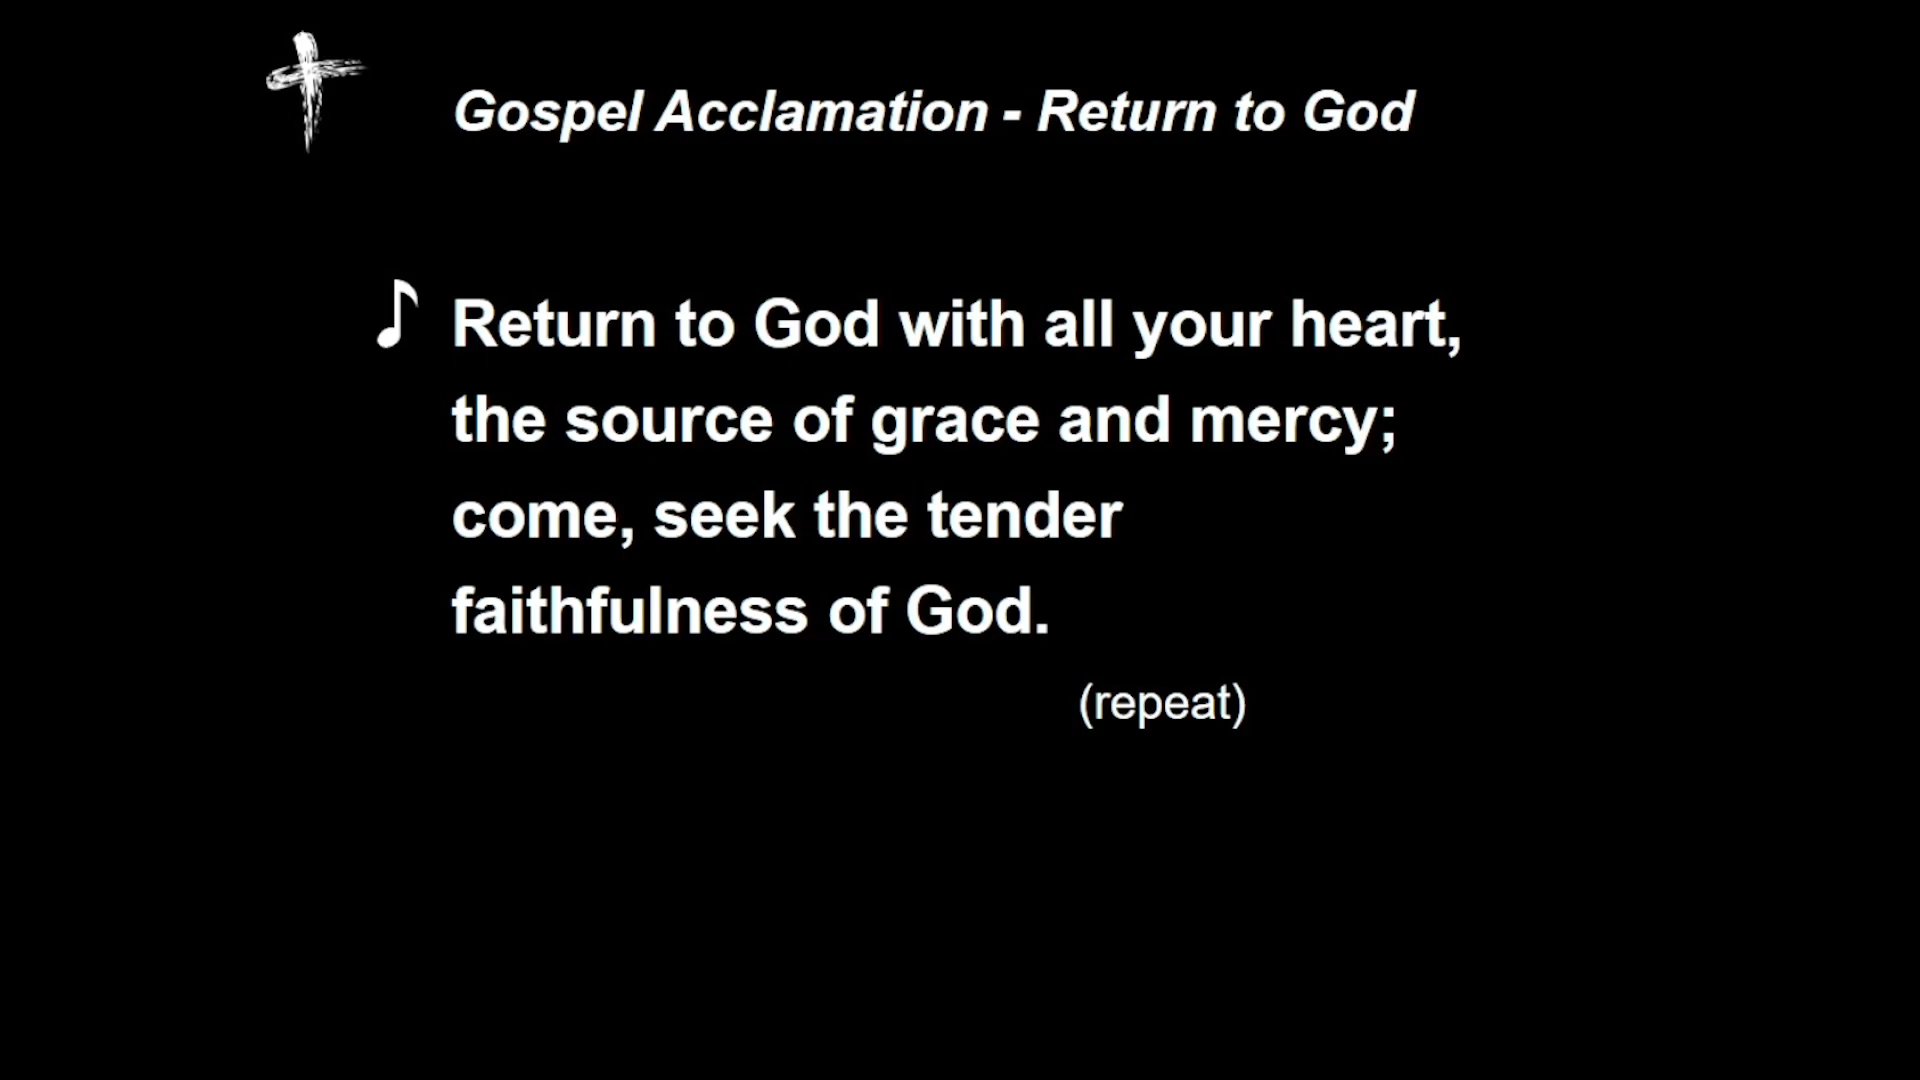 Gospel Acclamation - Return to God
♪ Return to God with all your heart,
the source of grace and mercy;
come, seek the tender
faithfulness of God.
(repeat)